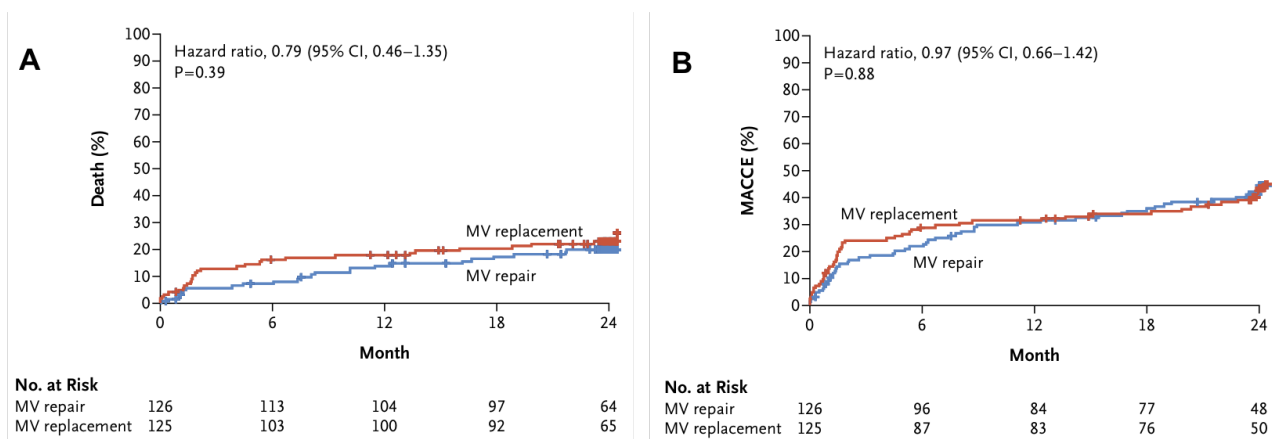 A
Death (%)
100
90
80
70
60
50
40
30
20
10
0
Hazard ratio, 0.79 (95% CI, 0.46–1.35)
P=0.39
MV replacement
MV repair
0 6 12 18 24
Month
No. at Risk
MV repair 126 113 104 97 64
MV replacement 125 103 100 92 65
B
MACCE (%)
100
90
80
70
60
50
40
30
20
10
0
Hazard ratio, 0.97 (95% CI, 0.66–1.42)
P=0.88
MV replacement
MV repair
0 6 12 18 24
Month
No. at Risk
MV repair 126 96 84 77 48
MV replacement 125 87 83 76 50